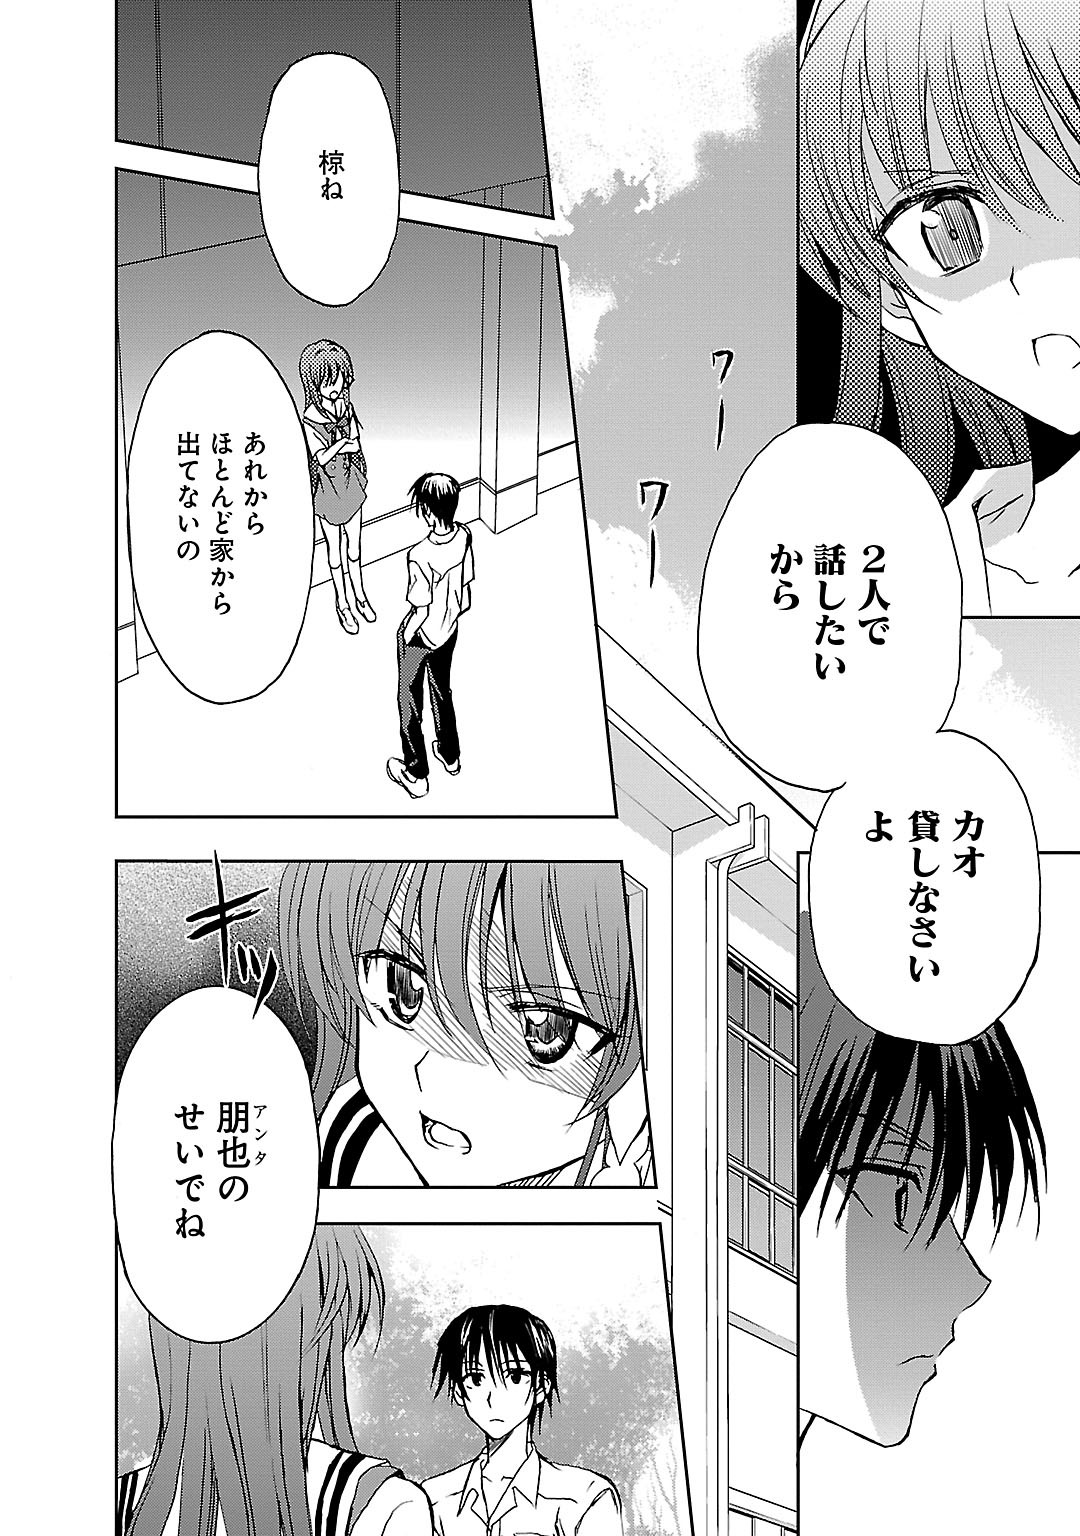 ２人で
話したい
から
カオ
貸しなさい
よ
ワー
ワー
椋ね
あれから
ほとんど家から
出てないの
キッ
朋也の
アンタ
せいでね